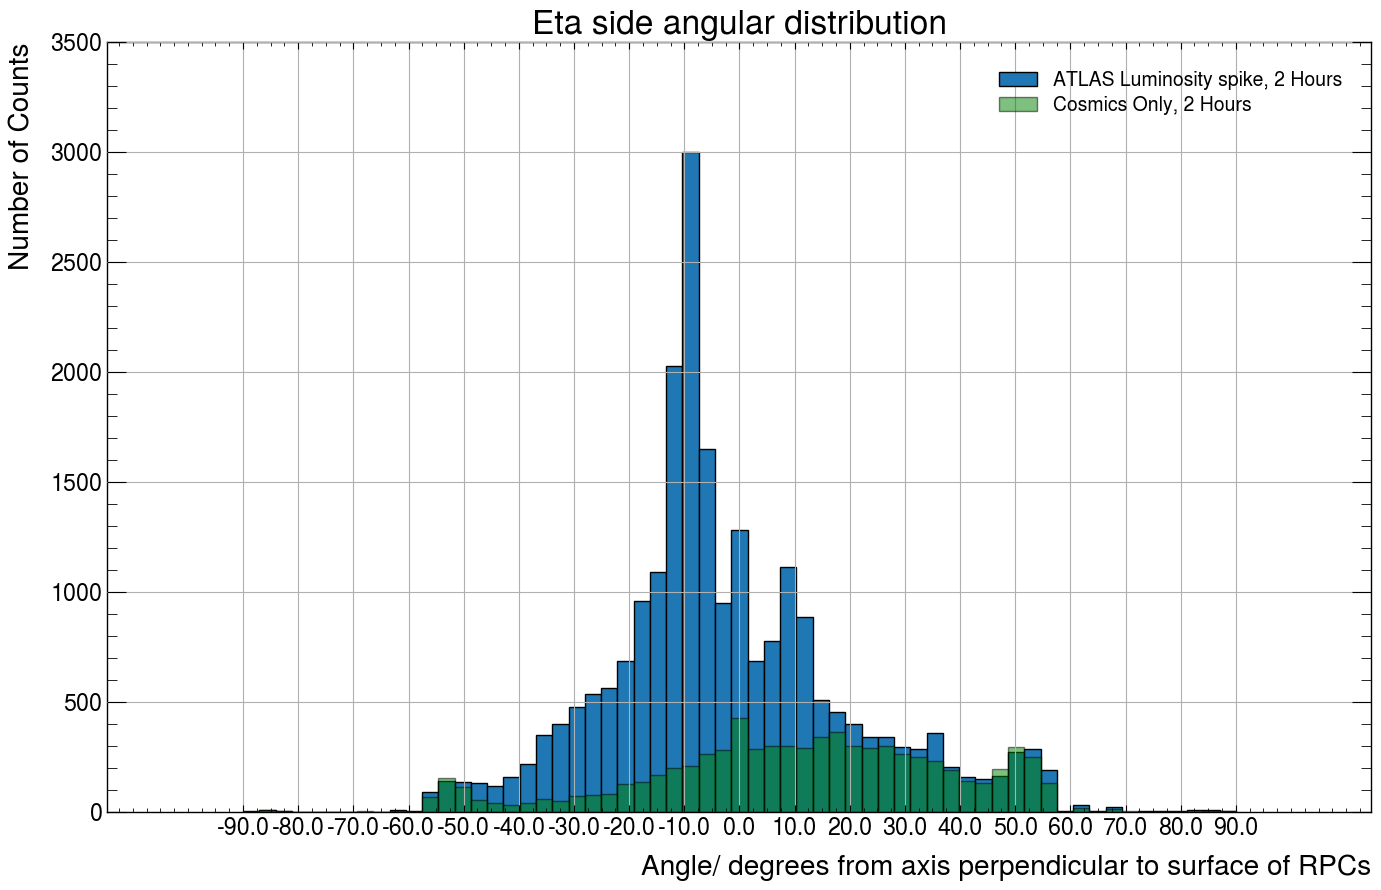 Eta side angular distribution
Number of Counts
3500
3000
2500
2000
1500
1000
500
0
ATLAS Luminosity spike, 2 Hours
Cosmics Only, 2 Hours
-90.0 -80.0 -70.0 -60.0 -50.0 -40.0 -30.0 -20.0 -10.0 0.0 10.0 20.0 30.0 40.0 50.0 60.0 70.0 80.0 90.0
Angle/ degrees from axis perpendicular to surface of RPCs